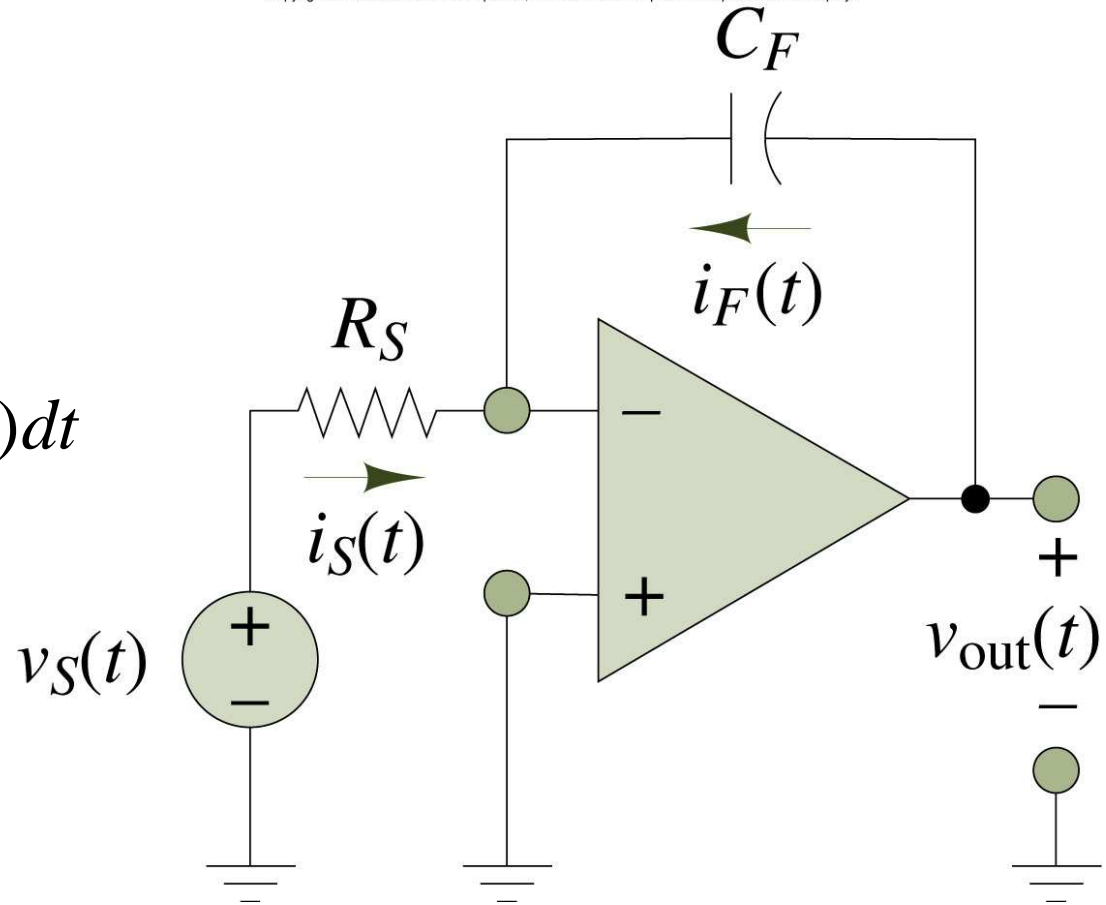 C_F
i_F(t)
R_S
−
)dt
i_S(t)
+
+
+
v_S(t)
v_out(t)
−
−